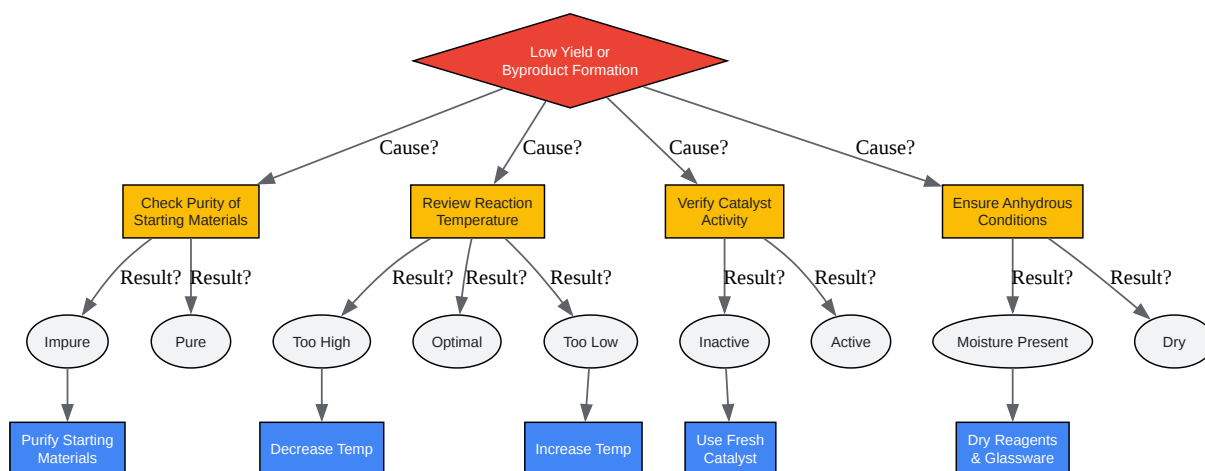 Low Yield or
Byproduct Formation
Cause?
Cause?
Cause?
Cause?
Check Purity of
Starting Materials
Review Reaction
Temperature
Verify Catalyst
Activity
Ensure Anhydrous
Conditions
Result?
Result?
Result?
Result?
Result?
Result?
Result?
Result?
Result?
Impure
Pure
Too High
Optimal
Too Low
Inactive
Active
Moisture Present
Dry
Purify Starting
Materials
Decrease Temp
Increase Temp
Use Fresh
Catalyst
Dry Reagents
& Glassware